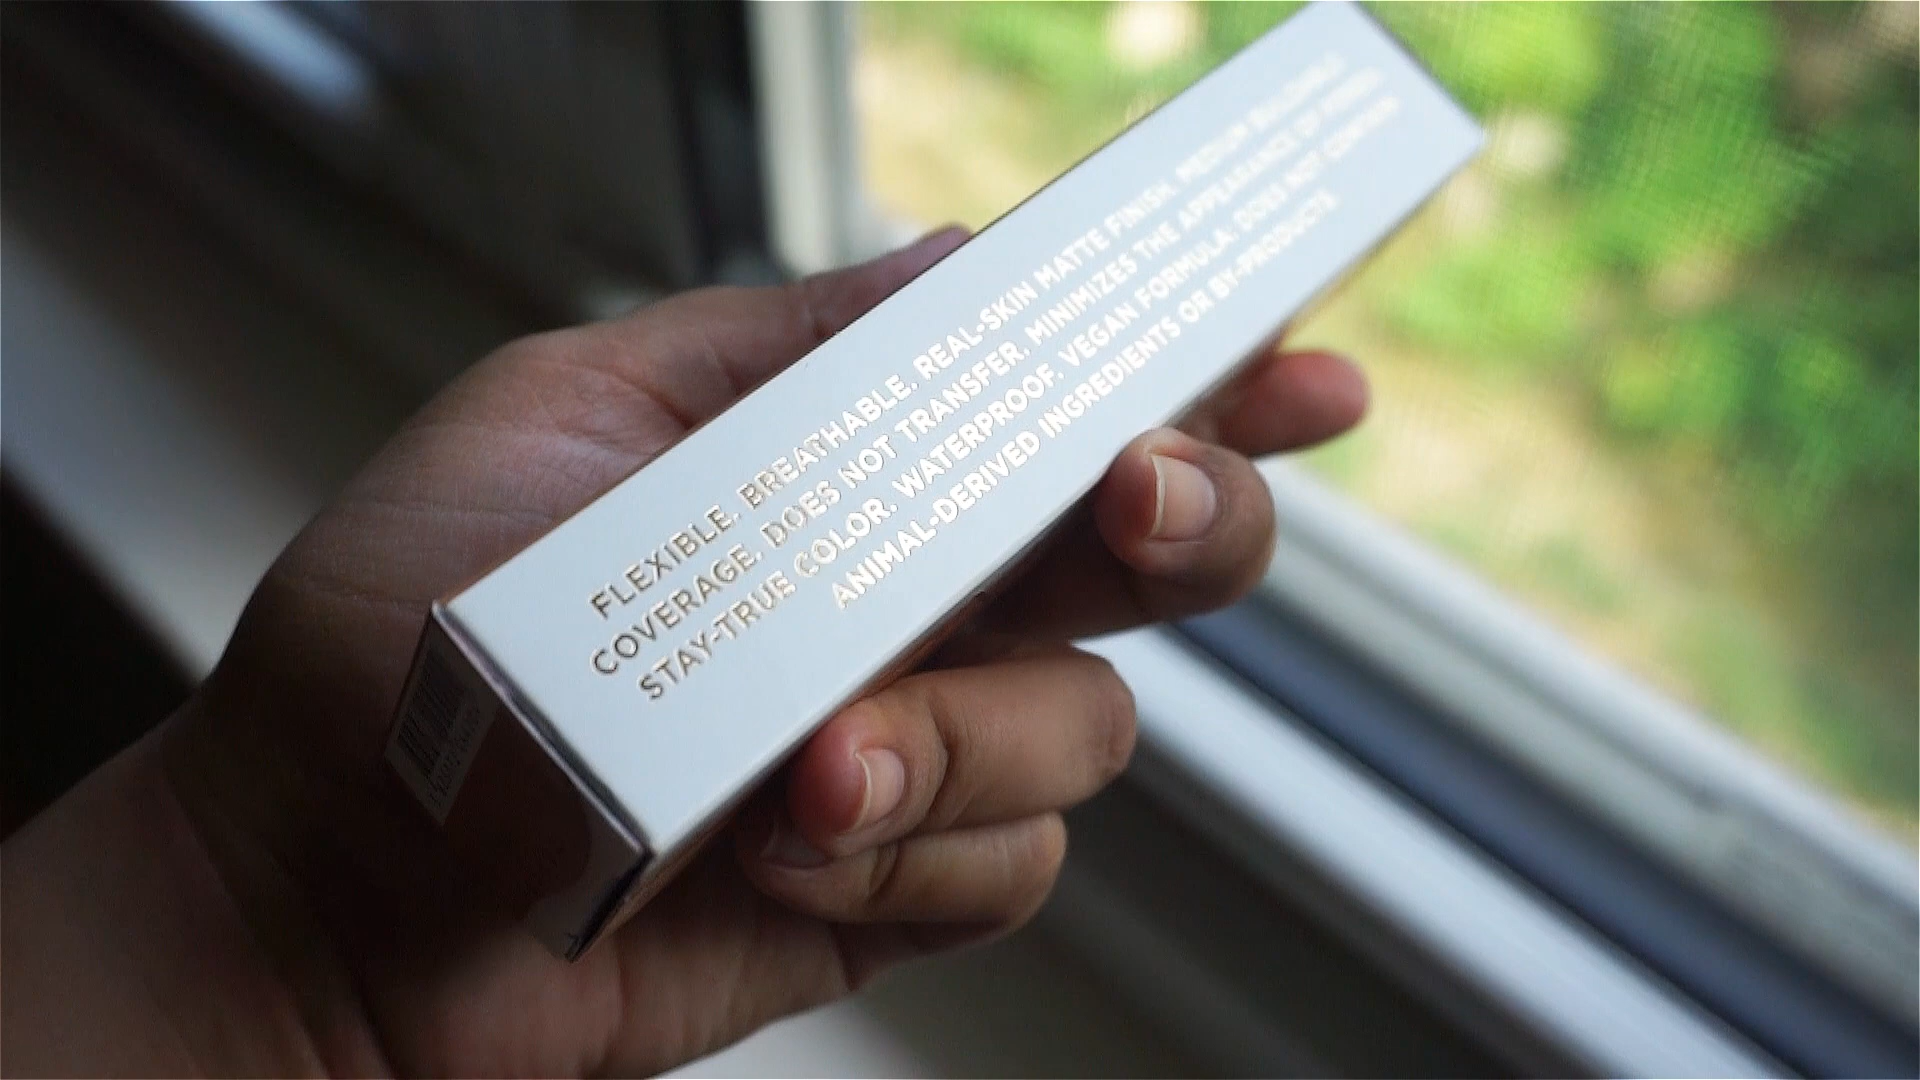 FLEXIBLE. BREATHABLE. REAL-SKIN MATTE FINISH. MEDIUM BUILDABLE
COVERAGE. DOES NOT TRANSFER. MINIMIZES THE APPEARANCE OF PORES.
STAY-TRUE COLOR. WATERPROOF. VEGAN FORMULA: DOES NOT CONTAIN
ANIMAL-DERIVED INGREDIENTS OR BY-PRODUCTS